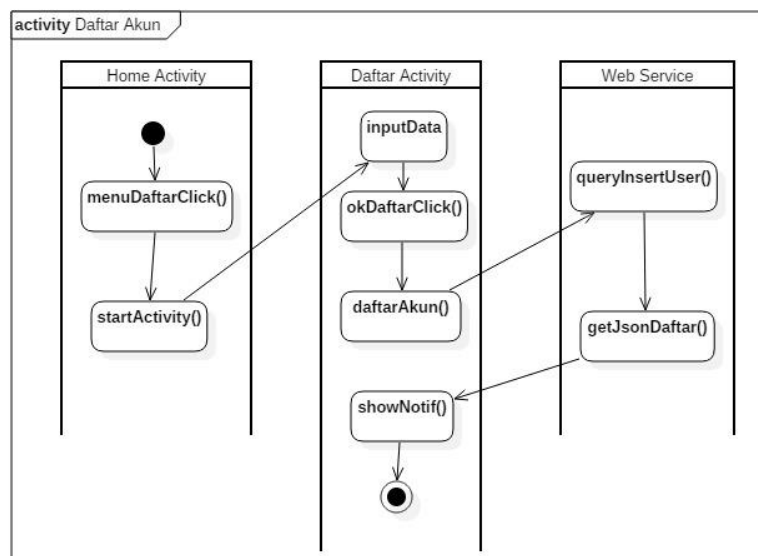 activity Daftar Akun
Home Activity
Daftar Activity
Web Service
inputData
menuDaftarClick()
okDaftarClick()
queryInsertUser()
startActivity()
daftarAkun()
getJsonDaftar()
showNotif()